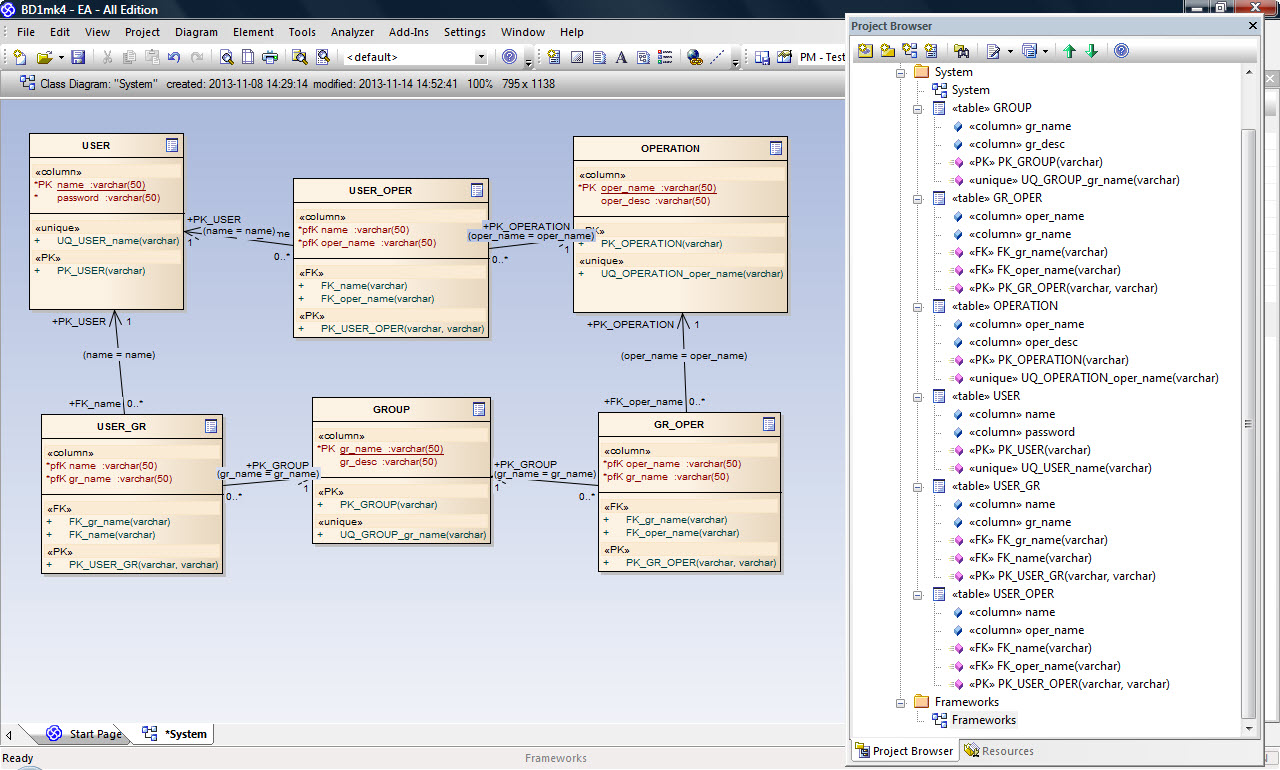 BD1mk4 - EA - All Edition
File Edit View Project Diagram Element Tools Analyzer Add-Ins Settings Window Help
<default>
PM - Test
Class Diagram: "System" created: 2013-11-08 14:29:14 modified: 2013-11-14 14:52:41 100% 795 x 1138
USER
«column»
*PK name :varchar(50)
* password :varchar(50)
«unique»
+ UQ_USER_name(varchar)
«PK»
+ PK_USER(varchar)
USER_OPER
«column»
*pfK name :varchar(50)
*pfK oper_name :varchar(50)
«FK»
+ FK_name(varchar)
+ FK_oper_name(varchar)
«PK»
+ PK_USER_OPER(varchar, varchar)
OPERATION
«column»
*PK oper_name :varchar(50)
oper_desc :varchar(50)
«PK»
+ PK_OPERATION(varchar)
«unique»
+ UQ_OPERATION_oper_name(varchar)
+PK_USER
(name = name)
1
0..*
+PK_OPERATION
(oper_name = oper_name)
0..*
1
+PK_USER 1
(name = name)
+FK_name 0..*
+PK_OPERATION 1
(oper_name = oper_name)
+FK_oper_name 0..*
USER_GR
«column»
*pfK name :varchar(50)
*pfK gr_name :varchar(50)
«FK»
+ FK_gr_name(varchar)
+ FK_name(varchar)
«PK»
+ PK_USER_GR(varchar, varchar)
+PK_GROUP
(gr_name = gr_name)
0..*
1
GROUP
«column»
*PK gr_name :varchar(50)
gr_desc :varchar(50)
«PK»
+ PK_GROUP(varchar)
«unique»
+ UQ_GROUP_gr_name(varchar)
+PK_GROUP
(gr_name = gr_name)
1
0..*
GR_OPER
«column»
*pfK oper_name :varchar(50)
*pfK gr_name :varchar(50)
«FK»
+ FK_gr_name(varchar)
+ FK_oper_name(varchar)
«PK»
+ PK_GR_OPER(varchar, varchar)
Start Page
*System
Ready
Frameworks
Project Browser
System
System
«table» GROUP
«column» gr_name
«column» gr_desc
«PK» PK_GROUP(varchar)
«unique» UQ_GROUP_gr_name(varchar)
«table» GR_OPER
«column» oper_name
«column» gr_name
«FK» FK_gr_name(varchar)
«FK» FK_oper_name(varchar)
«PK» PK_GR_OPER(varchar, varchar)
«table» OPERATION
«column» oper_name
«column» oper_desc
«PK» PK_OPERATION(varchar)
«unique» UQ_OPERATION_oper_name(varchar)
«table» USER
«column» name
«column» password
«PK» PK_USER(varchar)
«unique» UQ_USER_name(varchar)
«table» USER_GR
«column» name
«column» gr_name
«FK» FK_gr_name(varchar)
«FK» FK_name(varchar)
«PK» PK_USER_GR(varchar, varchar)
«table» USER_OPER
«column» name
«column» oper_name
«FK» FK_name(varchar)
«FK» FK_oper_name(varchar)
«PK» PK_USER_OPER(varchar, varchar)
Frameworks
Frameworks
Project Browser
Resources